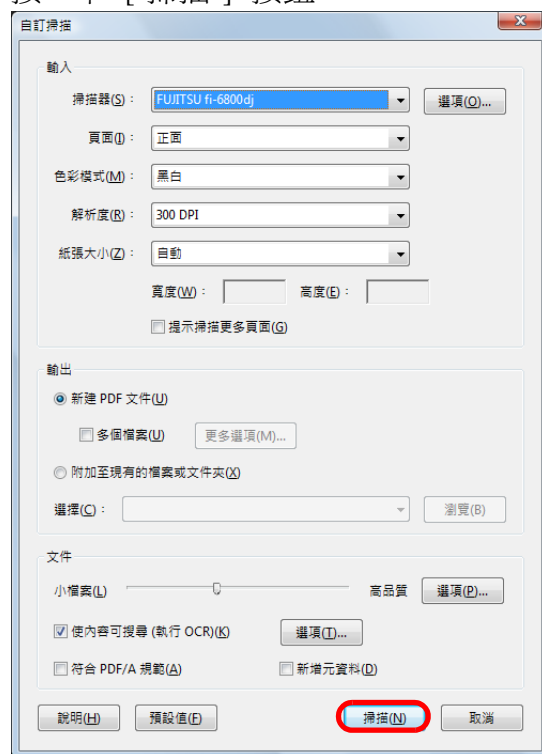 按一下 [掃描] 按鈕
自訂掃描
輸入
掃描器(S)： FUJITSU fi-6800dj 選項(O)...
頁面(I)： 正面
色彩模式(M)： 黑白
解析度(R)： 300 DPI
紙張大小(Z)： 自動
寬度(W)： 高度(E)：
提示掃描更多頁面(G)
輸出
新建 PDF 文件(U)
多個檔案(U) 更多選項(M)...
附加至現有的檔案或文件夾(X)
選擇(C)： 瀏覽(B)
文件
小檔案(L) 高品質 選項(P)...
使內容可搜尋 (執行 OCR)(K) 選項(T)...
符合 PDF/A 規範(A) 新增元資料(D)
說明(H) 預設值(F) 掃描(N) 取消